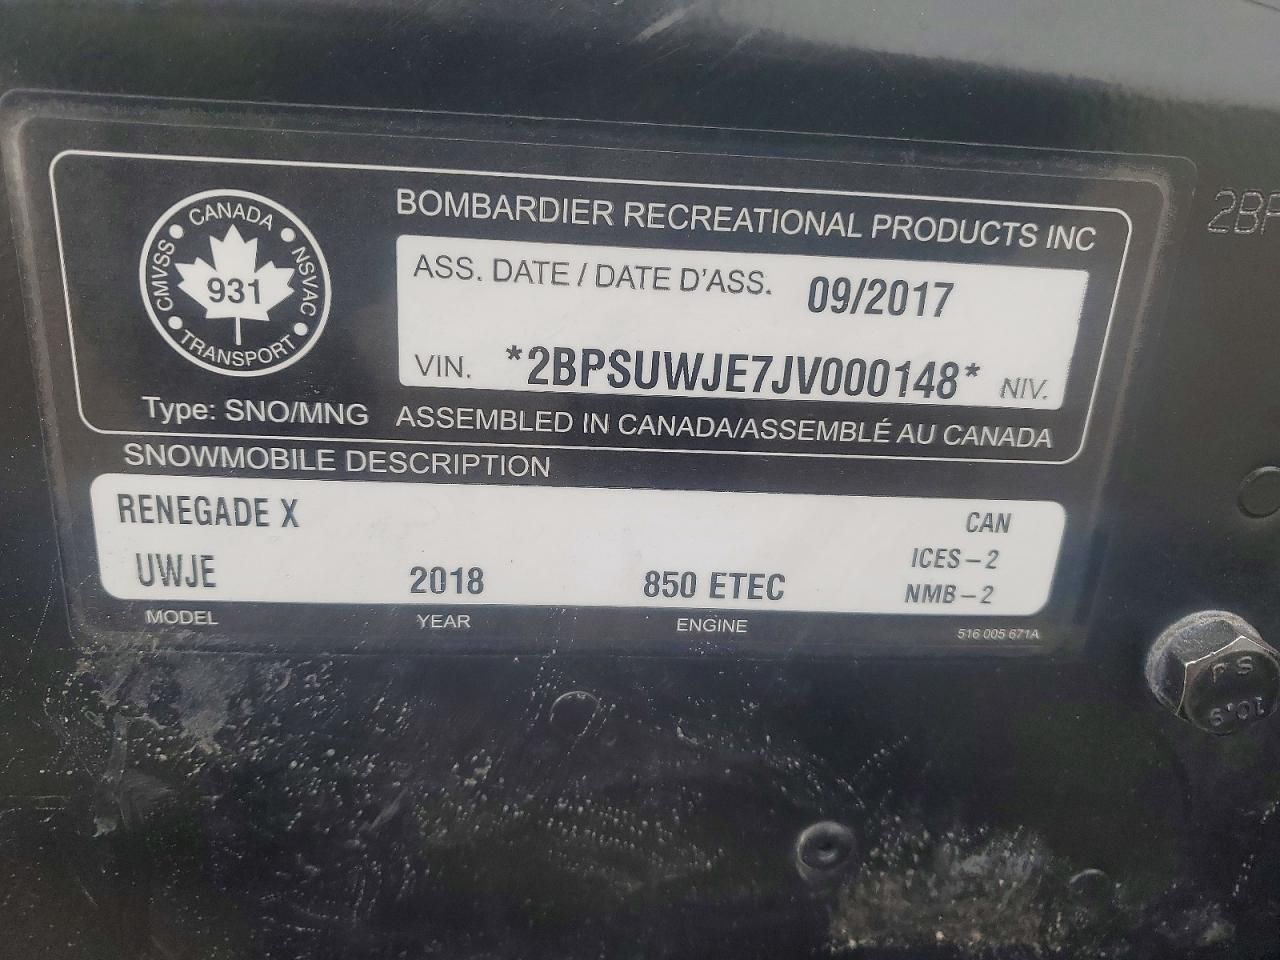 CANADA
CMVSS
NSVAC
931
TRANSPORT
BOMBARDIER RECREATIONAL PRODUCTS INC
ASS. DATE / DATE D'ASS. 09/2017
VIN. *2BPSUWJE7JV000148* NIV.
Type: SNO/MNG ASSEMBLED IN CANADA/ASSEMBLÉ AU CANADA
SNOWMOBILE DESCRIPTION
RENEGADE X CAN
ICES-2
UWJE 2018 850 ETEC NMB-2
MODEL YEAR ENGINE 516 005 671A
2BP
10.9